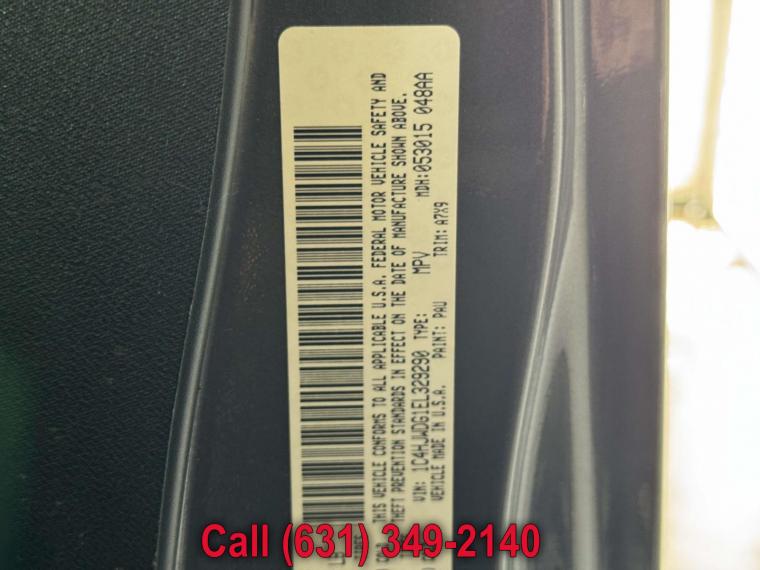 THIS VEHICLE CONFORMS TO ALL APPLICABLE U.S.A. FEDERAL MOTOR VEHICLE SAFETY AND
THEFT PREVENTION STANDARDS IN EFFECT ON THE DATE OF MANUFACTURE SHOWN ABOVE.
VIN: 1C4HJWDG1EL329290 TYPE: MPV MDH:053015 048AA
VEHICLE MADE IN U.S.A. PAINT: PAU TRIM: A7X9
Call (631) 349-2140